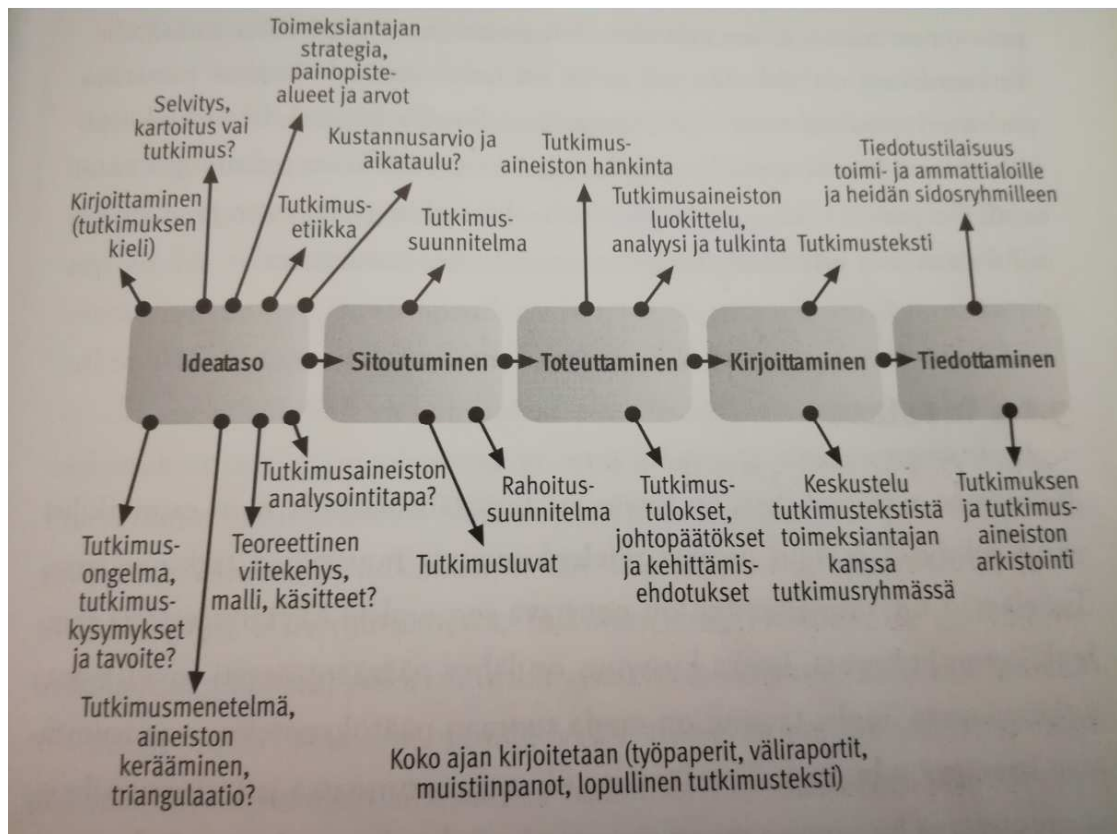 Toimeksiantajan
strategia,
painopiste-
alueet ja arvot
Selvitys,
kartoitus vai
tutkimus?
Kustannusarvio ja
aikataulu?
Kirjoittaminen
(tutkimuksen
kieli)
Tutkimus-
etiikka
Tutkimus-
suunnitelma
Tutkimus-
aineiston hankinta
Tutkimusaineiston
luokittelu,
analyysi ja tulkinta
Tutkimusteksti
Tiedotustilaisuus
toimi- ja ammattialoille
ja heidän sidosryhmilleen
Ideataso
Sitoutuminen
Toteuttaminen
Kirjoittaminen
Tiedottaminen
Tutkimus-
ongelma,
tutkimus-
kysymykset
ja tavoite?
Tutkimusmenetelmä,
aineiston
kerääminen,
triangulaatio?
Teoreettinen
viitekehys,
malli, käsitteet?
Tutkimusaineiston
analysointitapa?
Tutkimusluvat
Rahoitus-
suunnitelma
Tutkimus-
tulokset,
johtopäätökset
ja kehittämis-
ehdotukset
Keskustelu
tutkimustekstistä
toimeksiantajan
kanssa
tutkimusryhmässä
Tutkimuksen
ja tutkimus-
aineiston
arkistointi
Koko ajan kirjoitetaan (työpaperit, väliraportit,
muistiinpanot, lopullinen tutkimusteksti)